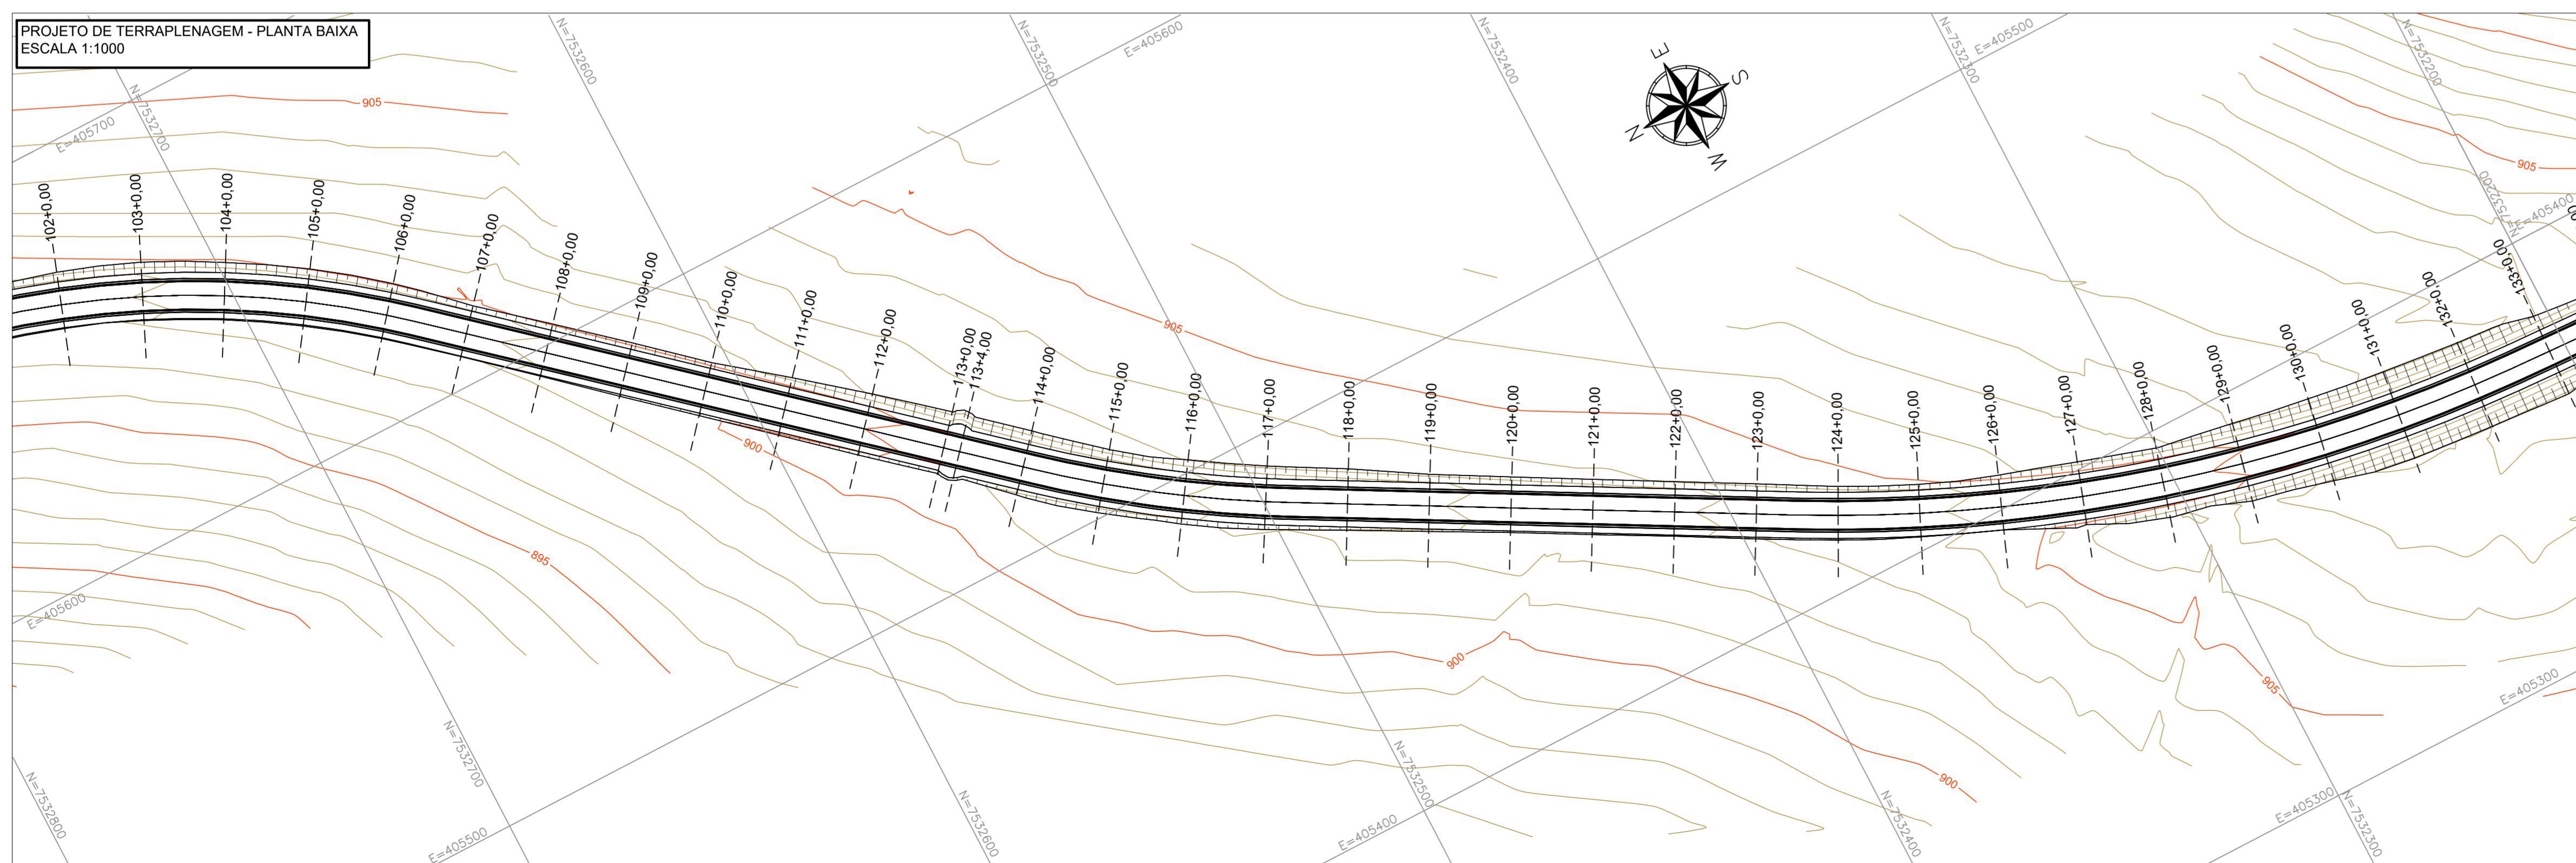 PROJETO DE TERRAPLENAGEM - PLANTA BAIXA
ESCALA 1:1000
N=7532700
N=7532600
N=7532500
E=405600
N=7532400
N=7532300
E=405500
N=7532200
E
S
N
W
905
E=405700
905
N=7532200
E=405400
102+0,00
103+0,00
104+0,00
105+0,00
106+0,00
107+0,00
108+0,00
109+0,00
110+0,00
111+0,00
112+0,00
113+0,00
113+4,00
114+0,00
115+0,00
116+0,00
117+0,00
118+0,00
119+0,00
120+0,00
121+0,00
122+0,00
123+0,00
124+0,00
125+0,00
126+0,00
127+0,00
128+0,00
129+0,00
130+0,00
131+0,00
132+0,00
133+0,00
905
900
895
E=405600
900
905
E=405300
N=7532800
N=7532700
E=405500
N=7532600
E=405400
N=7532500
N=7532400
900
E=405300
N=7532300